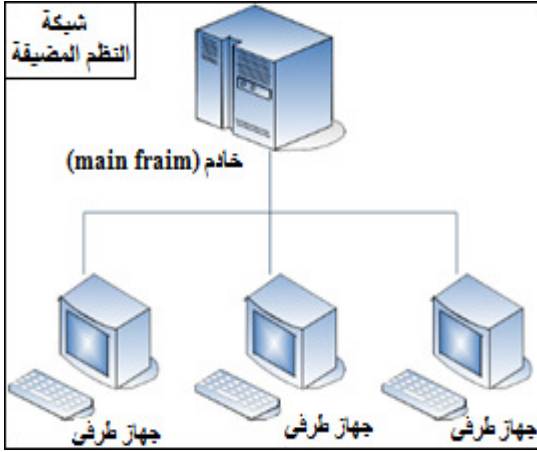 شبكة
النظم المضيفة
خادم (main fraim)
جهاز طرفي
جهاز طرفي
جهاز طرفي